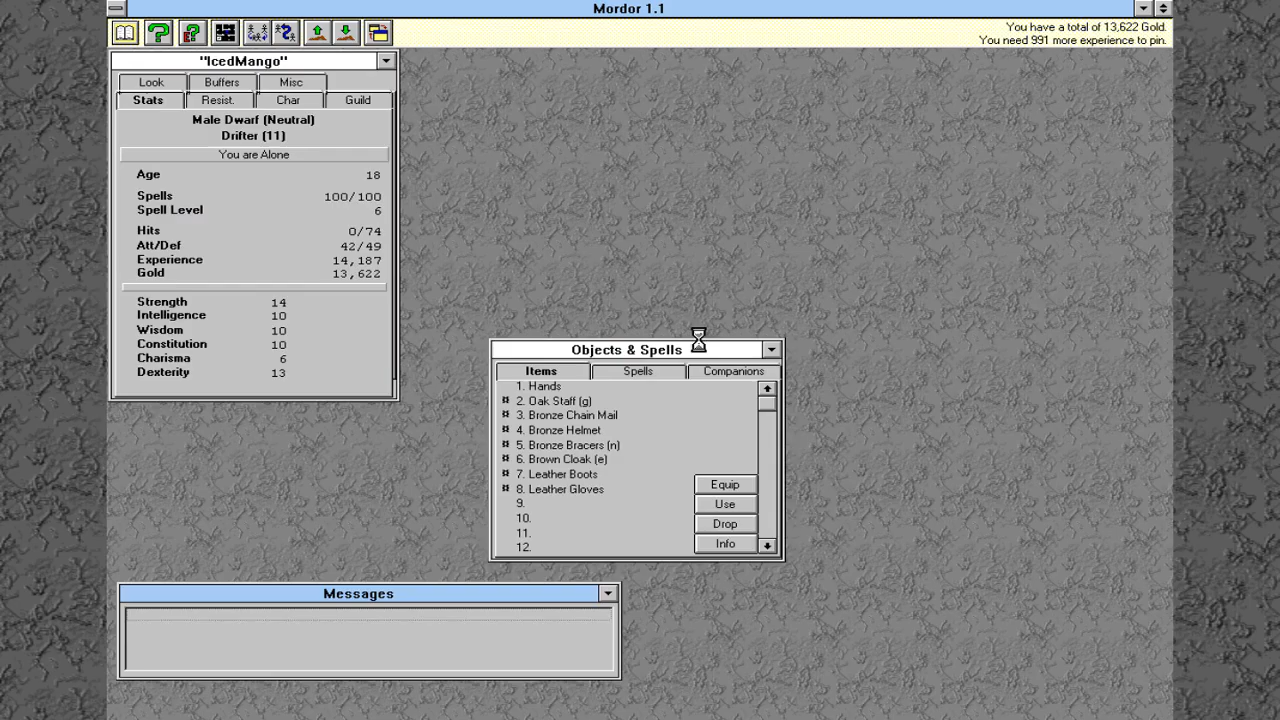 Mordor 1.1
You have a total of 13,622 Gold.
You need 991 more experience to pin.
"IcedMango"
Look Buffers Misc
Stats Resist. Char Guild
Male Dwarf (Neutral)
Drifter (11)
You are Alone
Age 18
Spells 100/100
Spell Level 6
Hits 0/74
Att/Def 42/49
Experience 14,187
Gold 13,622
Strength 14
Intelligence 10
Wisdom 10
Constitution 10
Charisma 6
Dexterity 13
Objects & Spells
Items Spells Companions
1. Hands
2. Oak Staff (g)
3. Bronze Chain Mail
4. Bronze Helmet
5. Bronze Bracers (n)
6. Brown Cloak (e)
7. Leather Boots
8. Leather Gloves
9.
10.
11.
12.
Equip
Use
Drop
Info
Messages